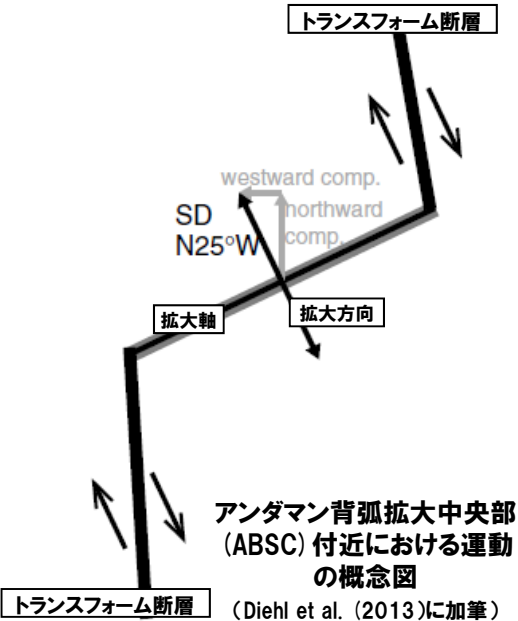 トランスフォーム断層
westward comp.
SD
N25°W
northward
comp.
拡大軸
拡大方向
アンダマン背弧拡大中央部
(ABSC)付近における運動
の概念図
(Diehl et al. (2013)に加筆)
トランスフォーム断層